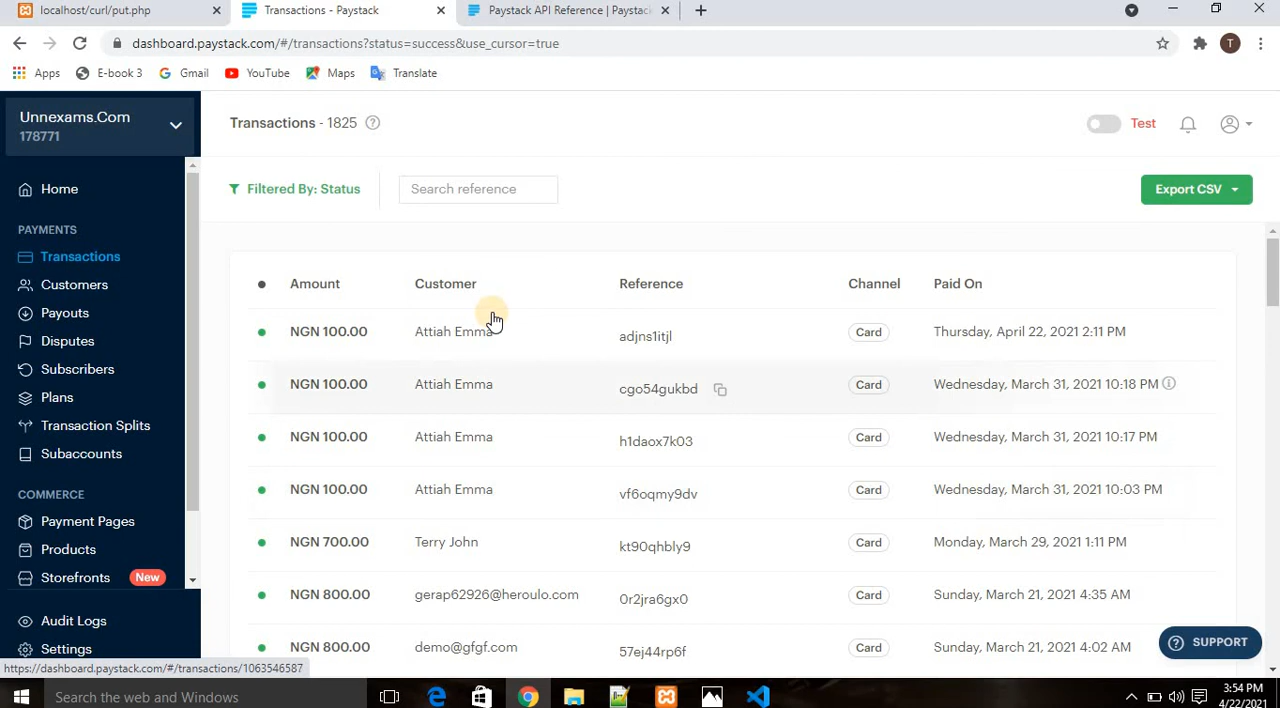 localhost/curl/put.php
Transactions - Paystack
Paystack API Reference | Paystack
dashboard.paystack.com/#/transactions?status=success&use_cursor=true
T
Apps
E-book 3
Gmail
YouTube
Maps
Translate
Unnexams.Com
178771
Transactions - 1825
Test
Filtered By: Status
Search reference
Export CSV
Home
PAYMENTS
Transactions
Customers
Payouts
Disputes
Subscribers
Plans
Transaction Splits
Subaccounts
COMMERCE
Payment Pages
Products
Storefronts New
Audit Logs
Settings
Amount Customer Reference Channel Paid On
NGN 100.00 Attiah Emma adjns1itjl Card Thursday, April 22, 2021 2:11 PM
NGN 100.00 Attiah Emma cgo54gukbd Card Wednesday, March 31, 2021 10:18 PM
NGN 100.00 Attiah Emma h1daox7k03 Card Wednesday, March 31, 2021 10:17 PM
NGN 100.00 Attiah Emma vf6oqmy9dv Card Wednesday, March 31, 2021 10:03 PM
NGN 700.00 Terry John kt90qhbly9 Card Monday, March 29, 2021 1:11 PM
NGN 800.00 gerap62926@heroulo.com 0r2jra6gx0 Card Sunday, March 21, 2021 4:35 AM
NGN 800.00 demo@gfgf.com 57ej44rp6f Card Sunday, March 21, 2021 4:02 AM
SUPPORT
https://dashboard.paystack.com/#/transactions/1063546587
Search the web and Windows
3:54 PM
4/22/2021